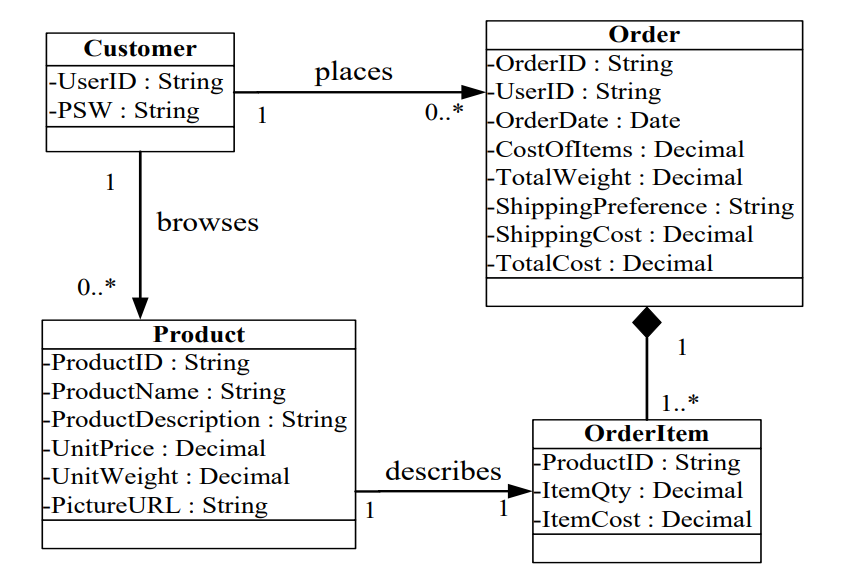 Customer
-UserID : String
-PSW : String
places
1
0..*
Order
-OrderID : String
-UserID : String
-OrderDate : Date
-CostOfItems : Decimal
-TotalWeight : Decimal
-ShippingPreference : String
-ShippingCost : Decimal
-TotalCost : Decimal
1
browses
0..*
Product
-ProductID : String
-ProductName : String
-ProductDescription : String
-UnitPrice : Decimal
-UnitWeight : Decimal
-PictureURL : String
describes
1
1
1
1..*
OrderItem
-ProductID : String
-ItemQty : Decimal
-ItemCost : Decimal